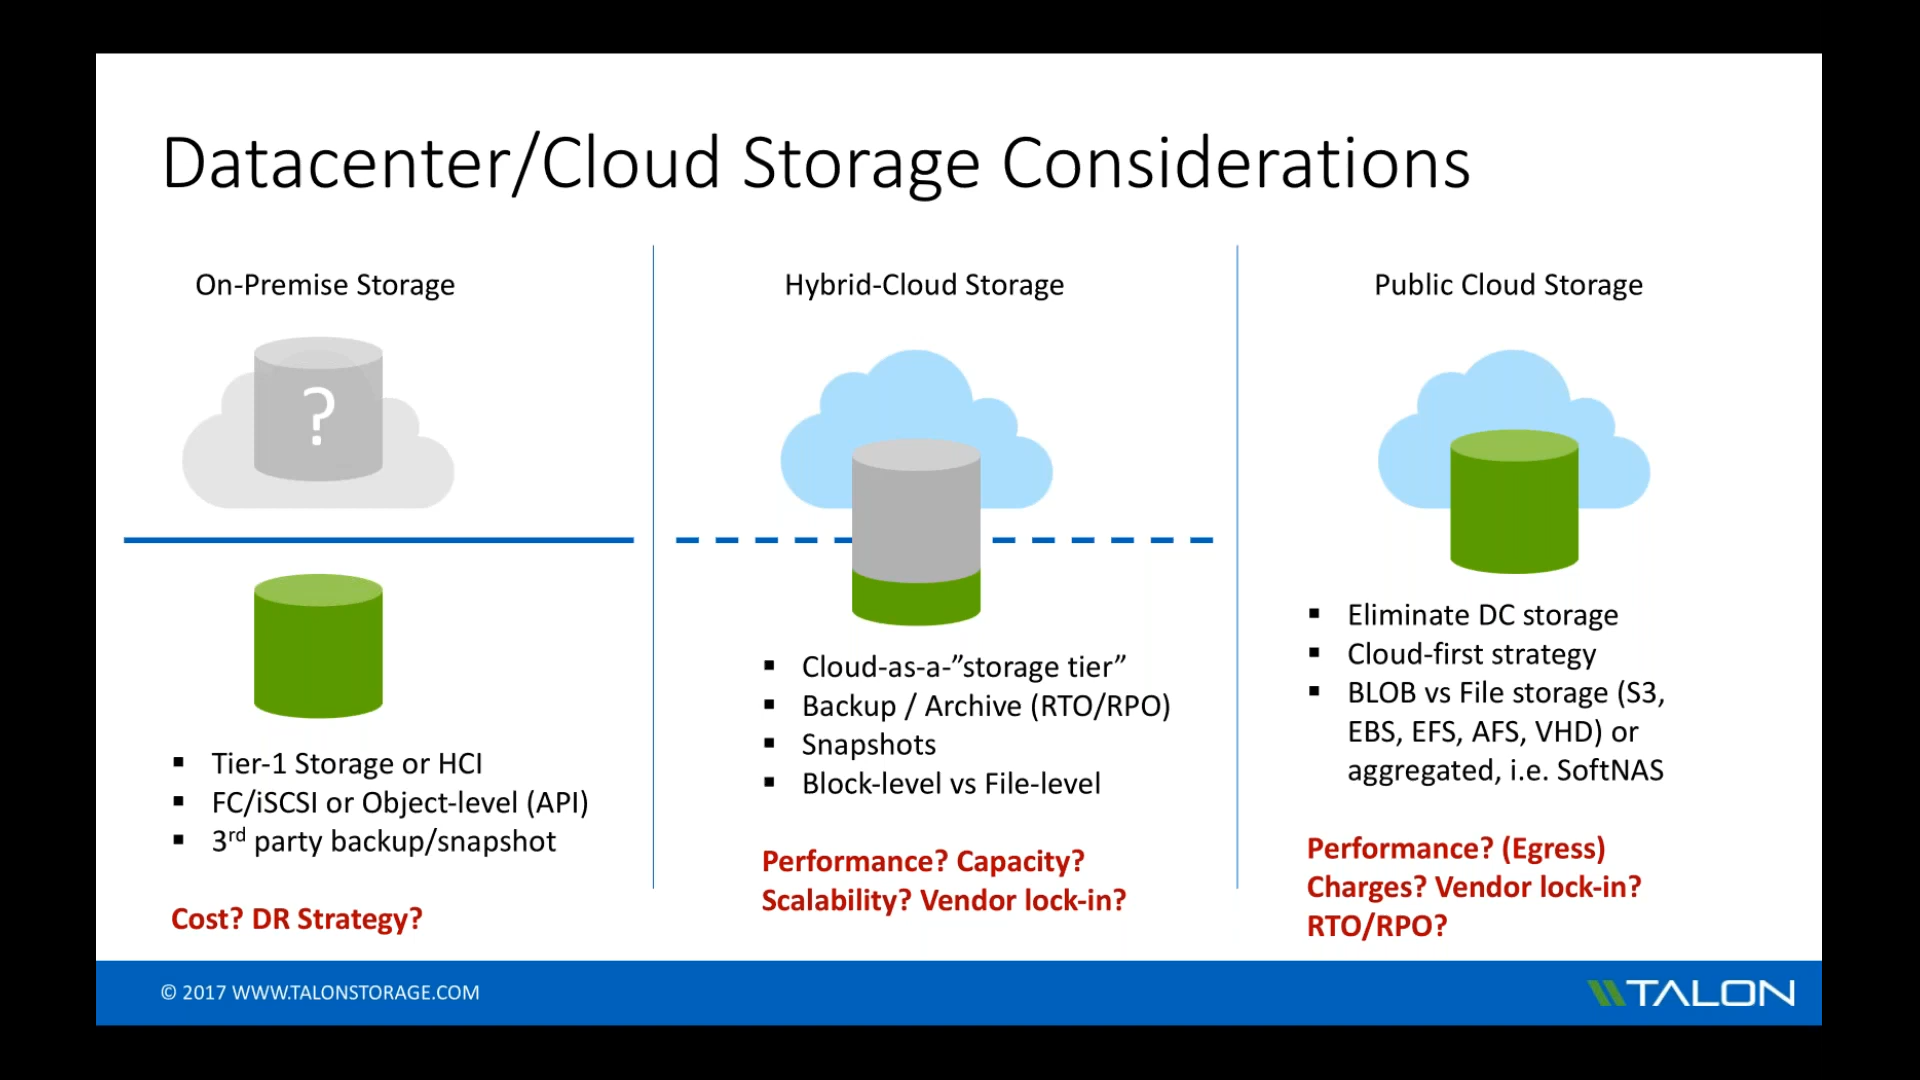 Datacenter/Cloud Storage Considerations
On-Premise Storage
?
▪ Tier-1 Storage or HCI
▪ FC/iSCSI or Object-level (API)
▪ 3rd party backup/snapshot
Cost? DR Strategy?
Hybrid-Cloud Storage
▪ Cloud-as-a-”storage tier”
▪ Backup / Archive (RTO/RPO)
▪ Snapshots
▪ Block-level vs File-level
Performance? Capacity?
Scalability? Vendor lock-in?
Public Cloud Storage
▪ Eliminate DC storage
▪ Cloud-first strategy
▪ BLOB vs File storage (S3,
EBS, EFS, AFS, VHD) or
aggregated, i.e. SoftNAS
Performance? (Egress)
Charges? Vendor lock-in?
RTO/RPO?
© 2017 WWW.TALONSTORAGE.COM
TALON